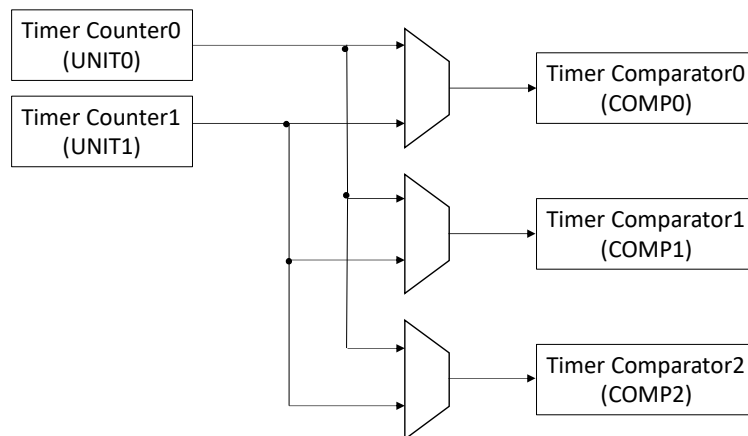 Timer Counter0
(UNIT0)
Timer Counter1
(UNIT1)
Timer Comparator0
(COMP0)
Timer Comparator1
(COMP1)
Timer Comparator2
(COMP2)